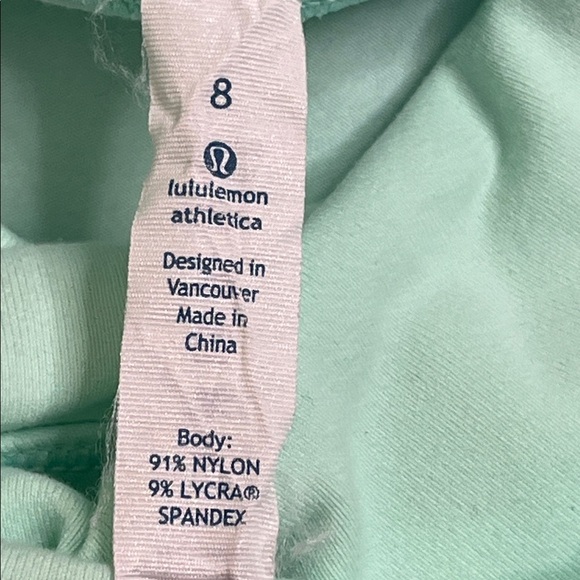 8
lululemon
athletica
Designed in
Vancouver
Made in
China
Body:
91% NYLON
9% LYCRA®
SPANDEX